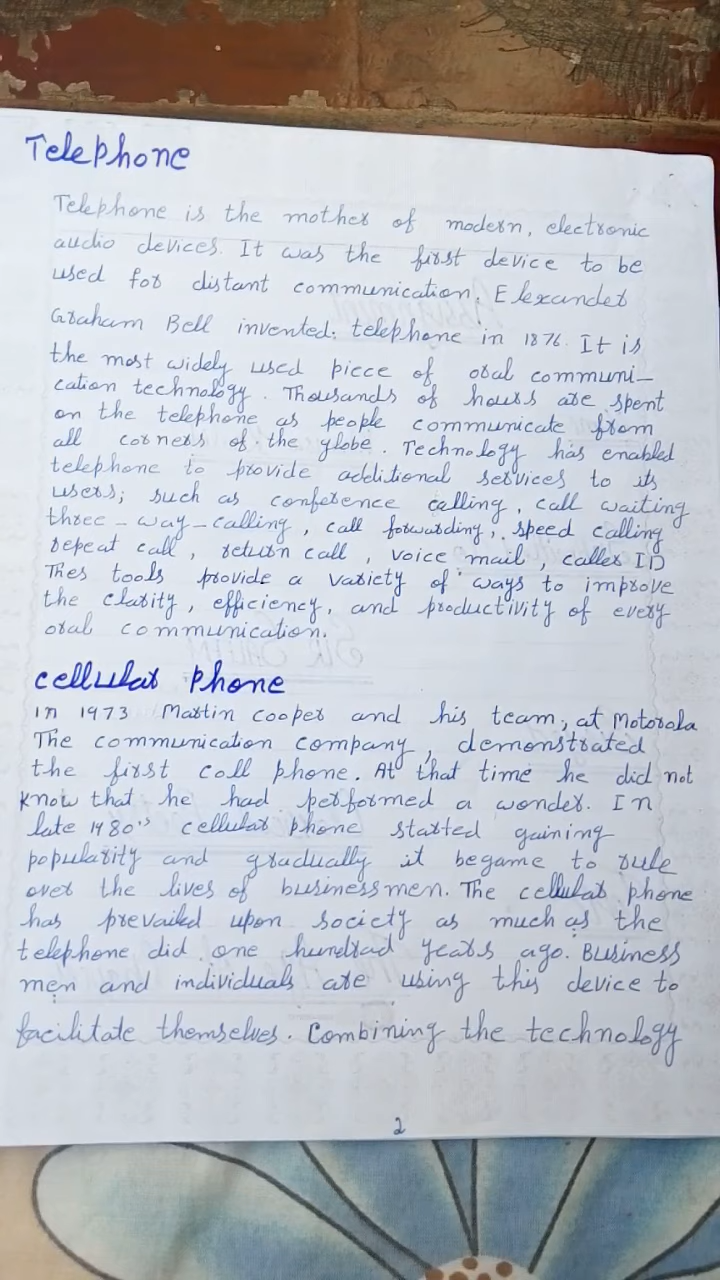 Telephone
Telephone is the mother of modern, electronic
audio devices. It was the first device to be
used for distant communication. Elexander
Graham Bell invented: telephone in 1876. It is
the most widely used piece of oral communi-
cation technology. Thousands of hours are spent
on the telephone as people communicate from
all corners of the globe. Technology has enabled
telephone to provide additional services to its
users; such as conference calling, call waiting
three-way-calling, call forwarding, speed calling
repeat call, return call, voice mail, caller ID
Thes tools provide a variety of ways to improve
the clarity, efficiency, and productivity of every
oral communication.
cellular Phone
In 1973 Martin cooper and his team, at Motorola
The communication company, demonstrated
the first coll phone. At that time he did not
know that he had performed a wonder. In
late 1980's cellular phone started gaining
popularity and gradually it begame to rule
over the lives of businessmen. The cellular phone
has prevailed upon society as much as the
telephone did one hundrad years ago. Business
men and individuals are using this device to
facilitate themselves. Combining the technology
2